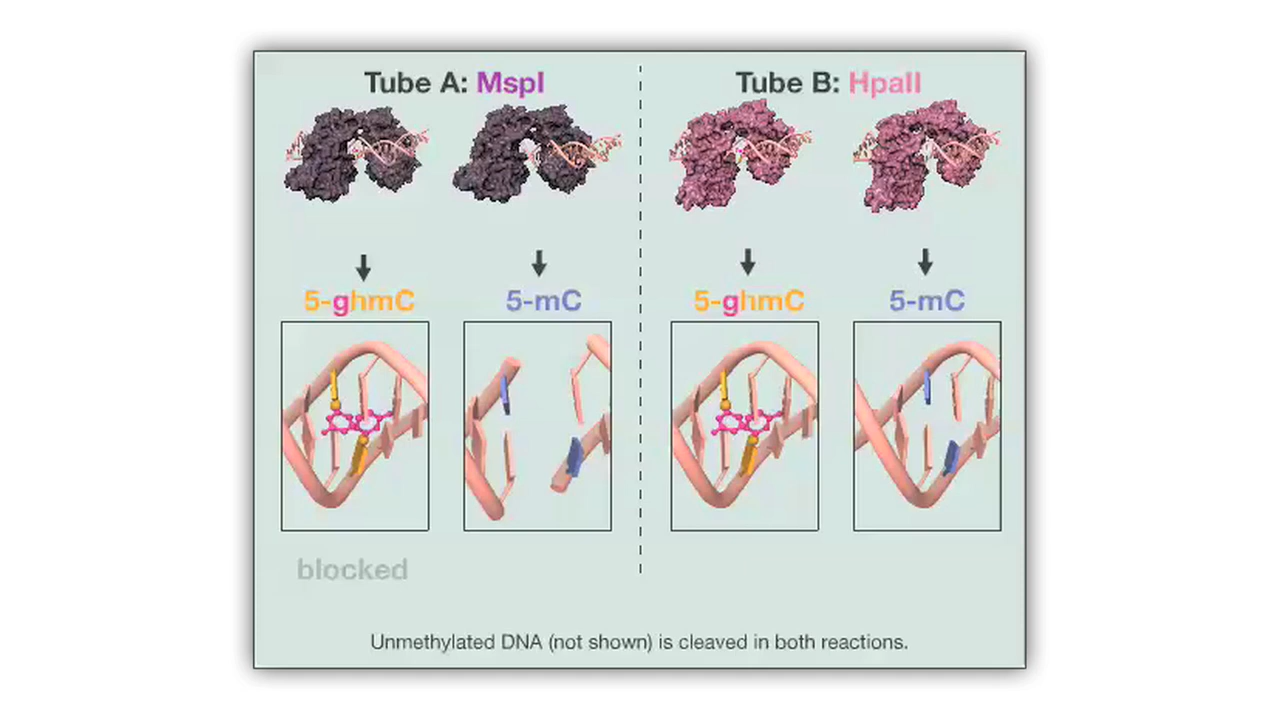 Tube A: MspI
Tube B: HpaII
5-ghmC
5-mC
5-ghmC
5-mC
blocked
Unmethylated DNA (not shown) is cleaved in both reactions.